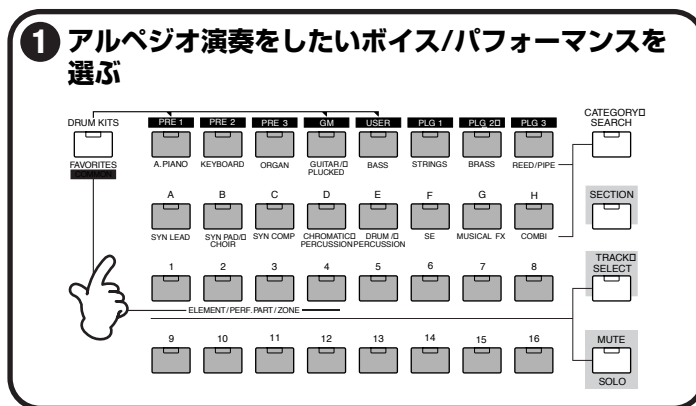 1 アルペジオ演奏をしたいボイス/パフォーマンスを
選ぶ
DRUM KITS PRE 1 PRE 2 PRE 3 GM USER PLG 1 PLG 2□ PLG 3 CATEGORY□
SEARCH
FAVORITES A.PIANO KEYBOARD ORGAN GUITAR/□
PLUCKED BASS STRINGS BRASS REED/PIPE
COMMON
A B C D E F G H SECTION
SYN LEAD SYN PAD/□
CHOIR SYN COMP CHROMATIC□
PERCUSSION DRUM /□
PERCUSSION SE MUSICAL FX COMBI
1 2 3 4 5 6 7 8 TRACK□
SELECT
ELEMENT/PERF. PART/ZONE
9 10 11 12 13 14 15 16 MUTE
SOLO